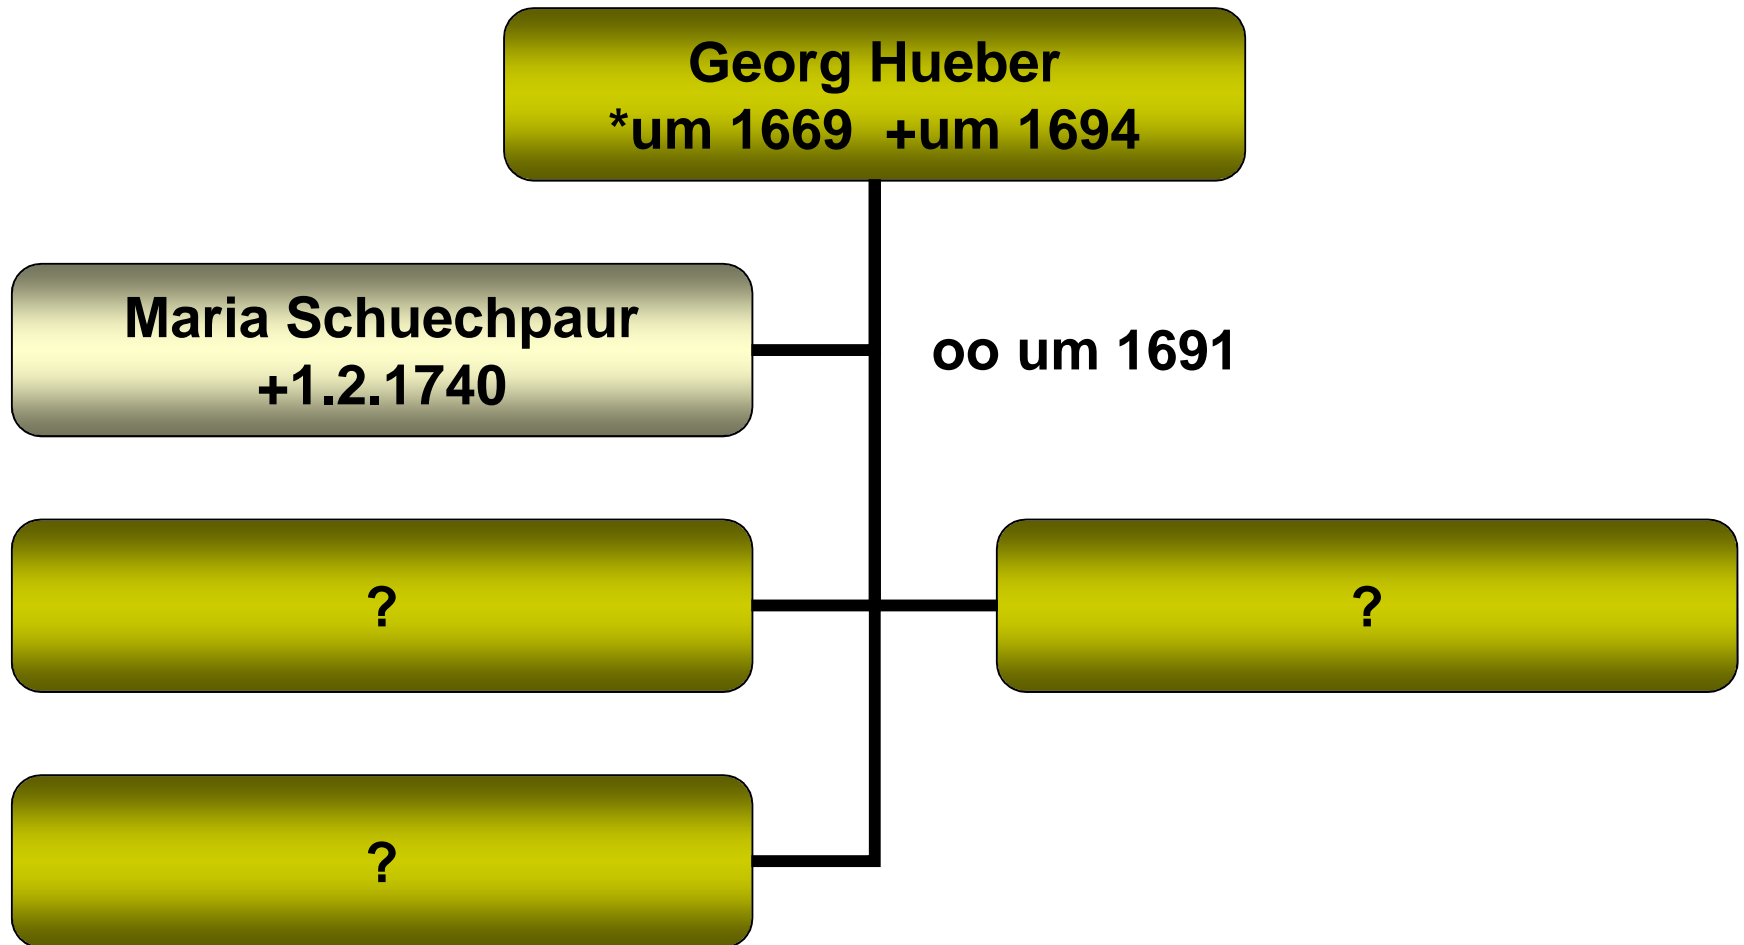 Georg Hueber
*um 1669 +um 1694
Maria Schuechpaur
+1.2.1740
oo um 1691
?
?
?